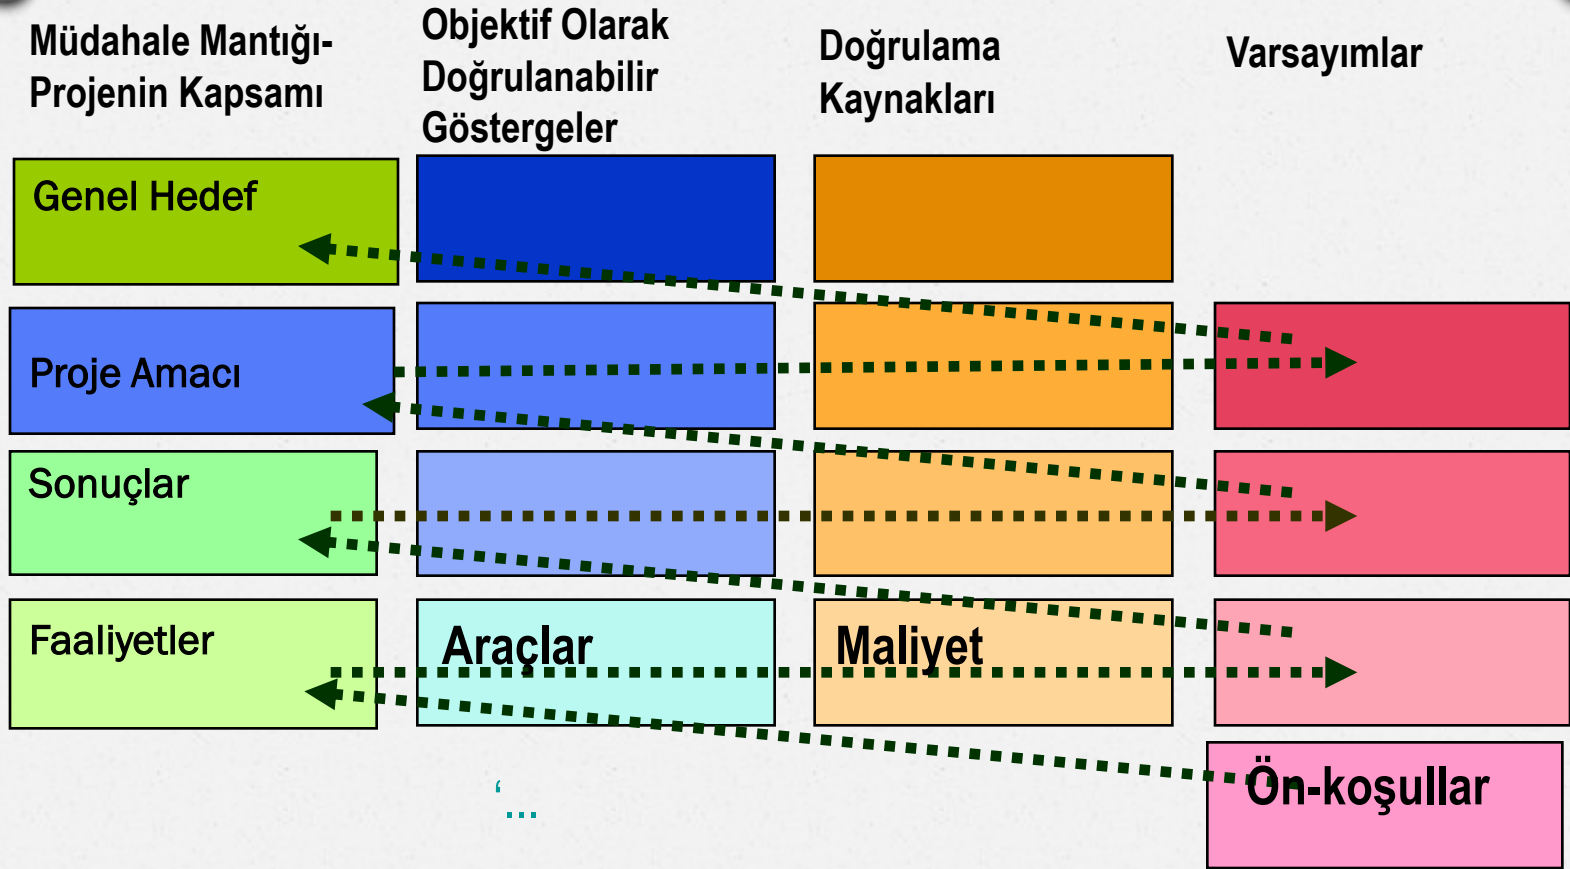 Müdahale Mantığı-
Projenin Kapsamı
Objektif Olarak
Doğrulanabilir
Göstergeler
Doğrulama
Kaynakları
Varsayımlar
Genel Hedef
Proje Amacı
Sonuçlar
Faaliyetler
Araçlar
Maliyet
Ön-koşullar
‘...